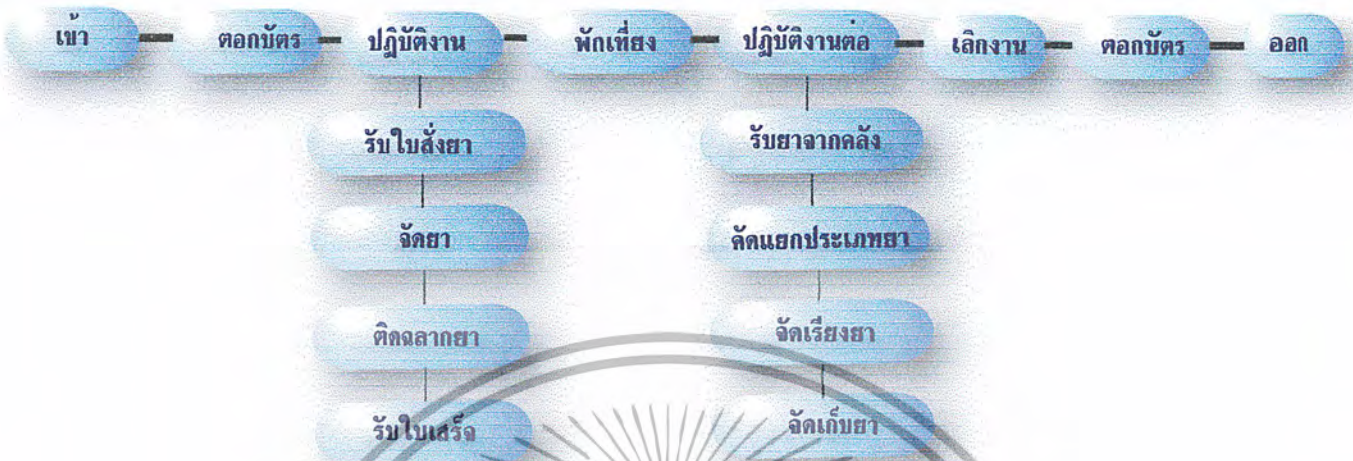 เข้า ตอกบัตร ปฎิบัติงาน พักเที่ยง ปฎิบัติงานต่อ เลิกงาน ตอกบัตร ออก
รับใบสั่งยา รับยาจากคลัง
จัดยา คัดแยกประเภทยา
ติดฉลากยา จัดเรียงยา
รับใบเสร็จ จัดเก็บยา